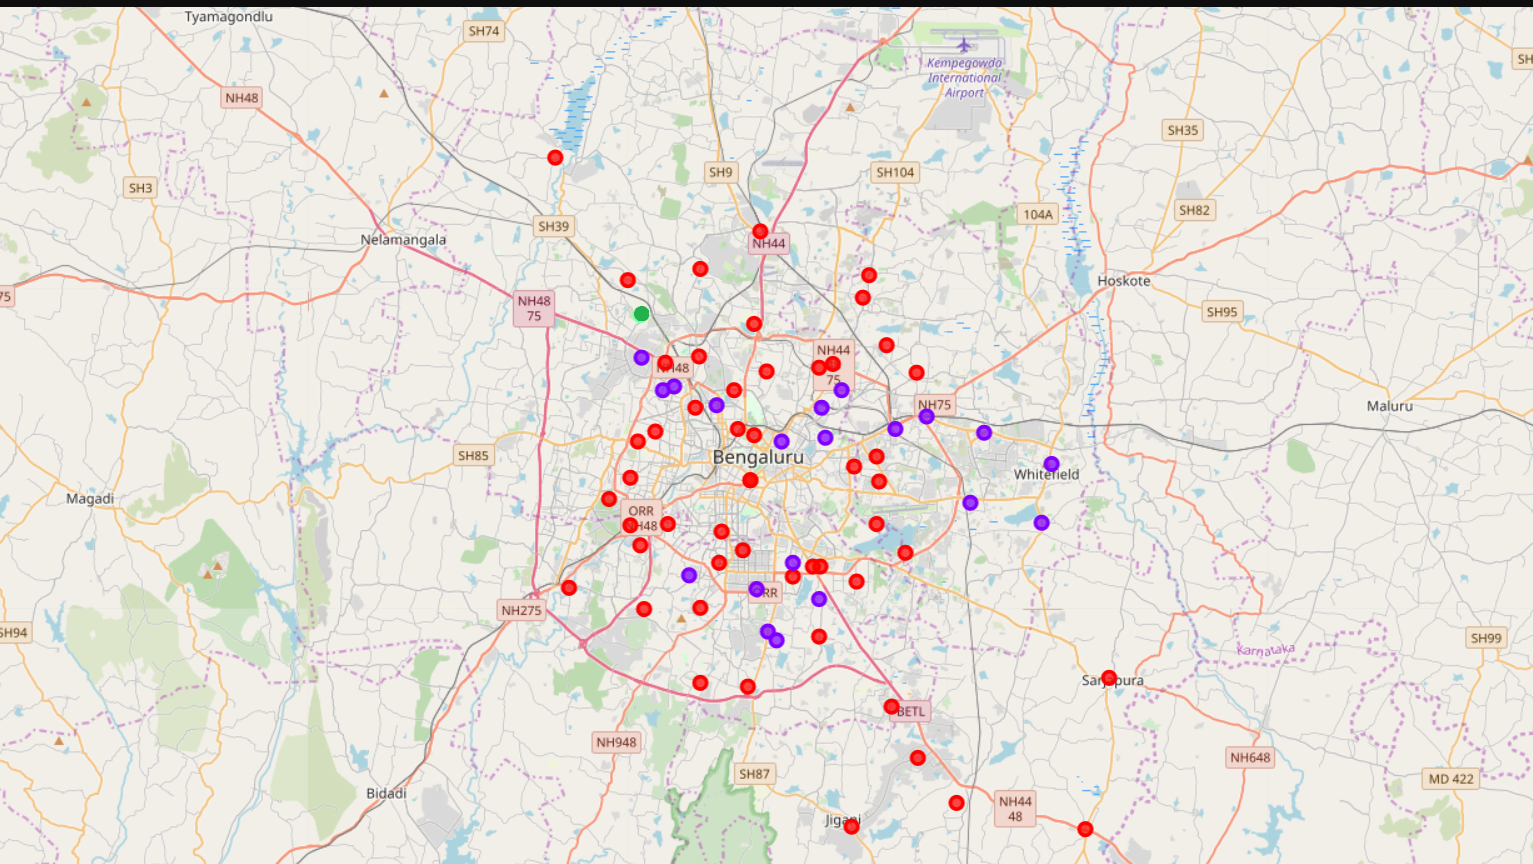 Tyamagondlu
SH74
SH
Kempegowda
International
Airport
NH48
SH35
SH9
SH104
SH3
SH82
104A
SH39
Nelamangala
NH44
Hoskote
75
NH48
75
SH95
NH44
75
NH48
NH75
Maluru
SH85
Bengaluru
Whitefield
Magadi
ORR
NH48
NH275
ORR
SH94
SH99
Karnataka
Sarjapura
BETL
NH948
NH648
SH87
MD 422
Bidadi
NH44
48
Jigani